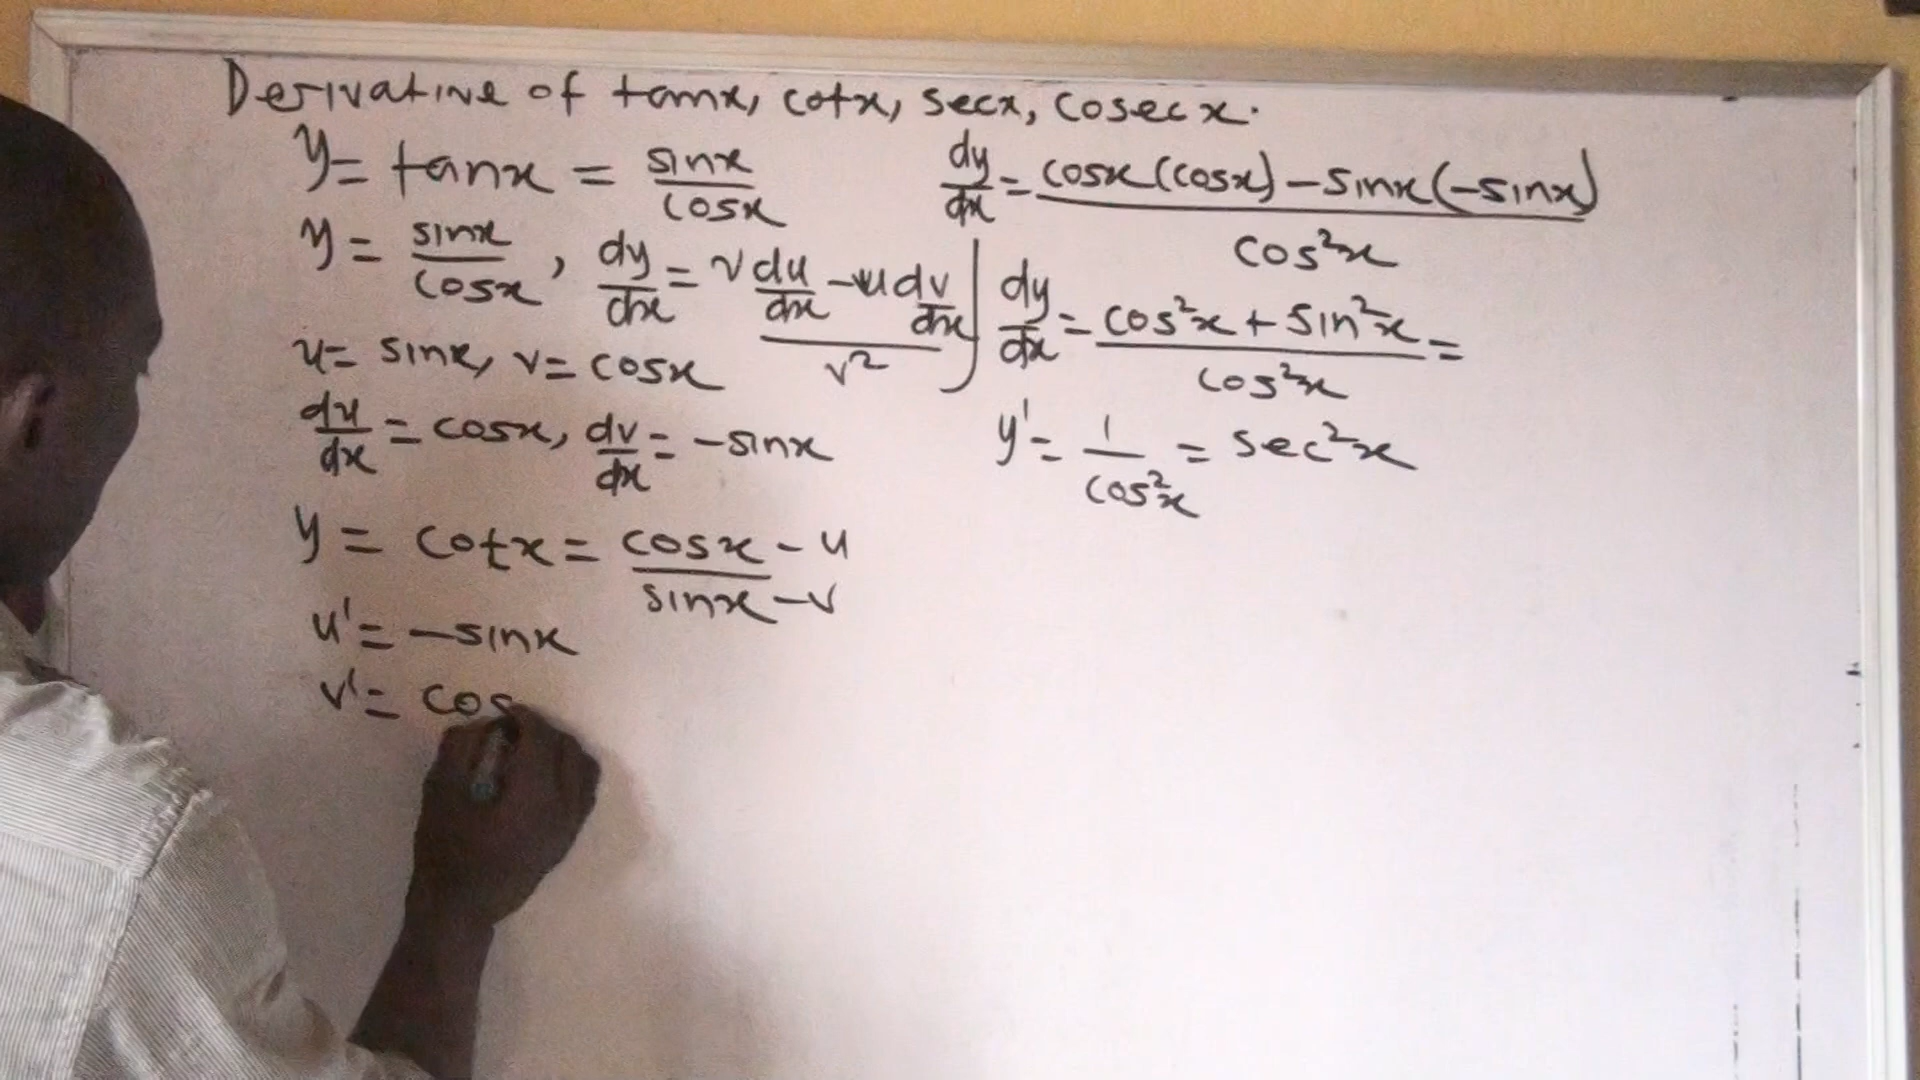 Derivative of tanx, cotx, secx, cosec x.
y = tanx = sinx/cosx
y = sinx/cosx, dy/dx = (v du/dx - u dv/dx)/v²
u = sinx, v = cosx
du/dx = cosx, dv/dx = -sinx
dy/dx = (cosx(cosx) - sinx(-sinx))/cos²x
dy/dx = (cos²x + sin²x)/cos²x =
y' = 1/cos²x = sec²x
y = cotx = cosx - u / sinx - v
u' = -sinx
v' = cos